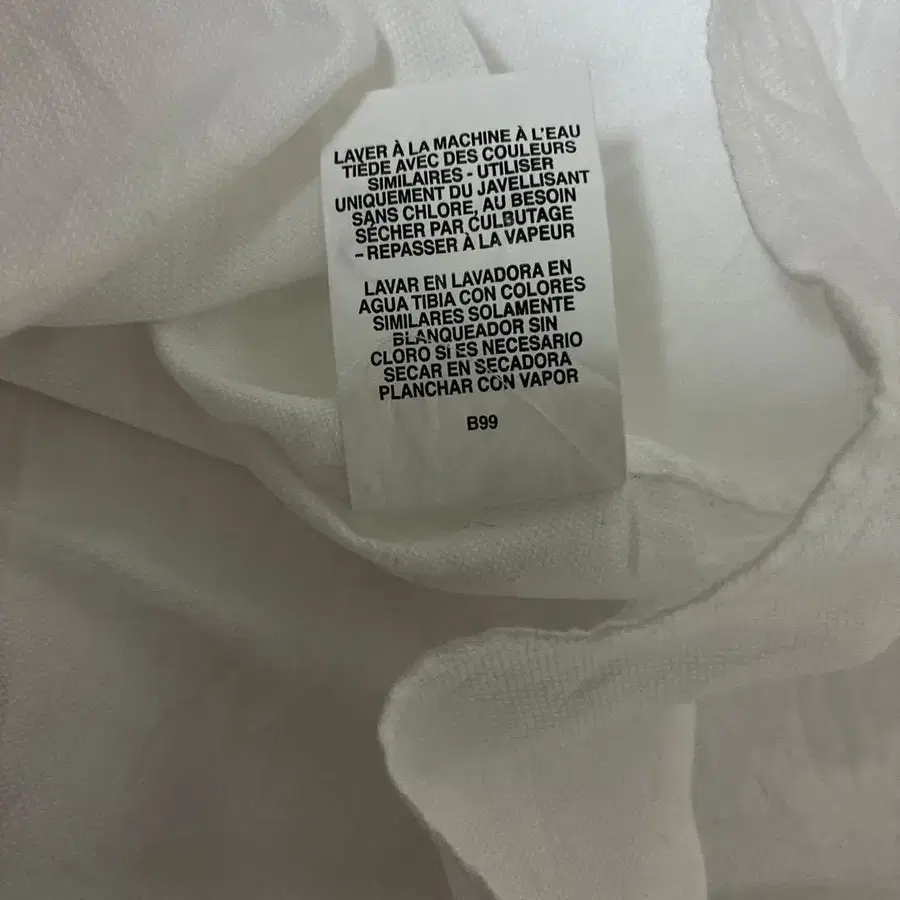 LAVER À LA MACHINE À L'EAU
TIÈDE AVEC DES COULEURS
SIMILAIRES - UTILISER
UNIQUEMENT DU JAVELLISANT
SANS CHLORE, AU BESOIN
SÉCHER PAR CULBUTAGE
– REPASSER À LA VAPEUR
LAVAR EN LAVADORA EN
AGUA TIBIA CON COLORES
SIMILARES SOLAMENTE
BLANQUEADOR SIN
CLORO SI ES NECESARIO
SECAR EN SECADORA
PLANCHAR CON VAPOR
B99